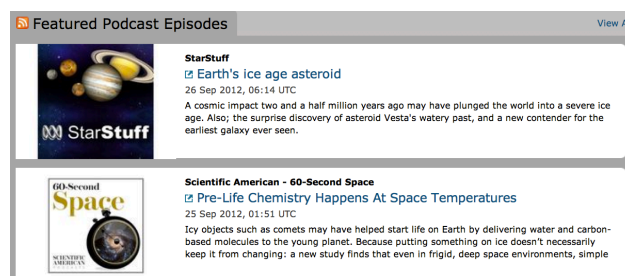 Featured Podcast Episodes
View A
StarStuff
Earth's ice age asteroid
26 Sep 2012, 06:14 UTC
A cosmic impact two and a half million years ago may have plunged the world into a severe ice
age. Also; the surprise discovery of asteroid Vesta's watery past, and a new contender for the
earliest galaxy ever seen.
StarStuff
Scientific American - 60-Second Space
Pre-Life Chemistry Happens At Space Temperatures
25 Sep 2012, 01:51 UTC
Icy objects such as comets may have helped start life on Earth by delivering water and carbon-
based molecules to the young planet. Because putting something on ice doesn't necessarily
keep it from changing: a new study finds that even in frigid, deep space environments, simple
60-Second
Space
SCIENTIFIC
AMERICAN